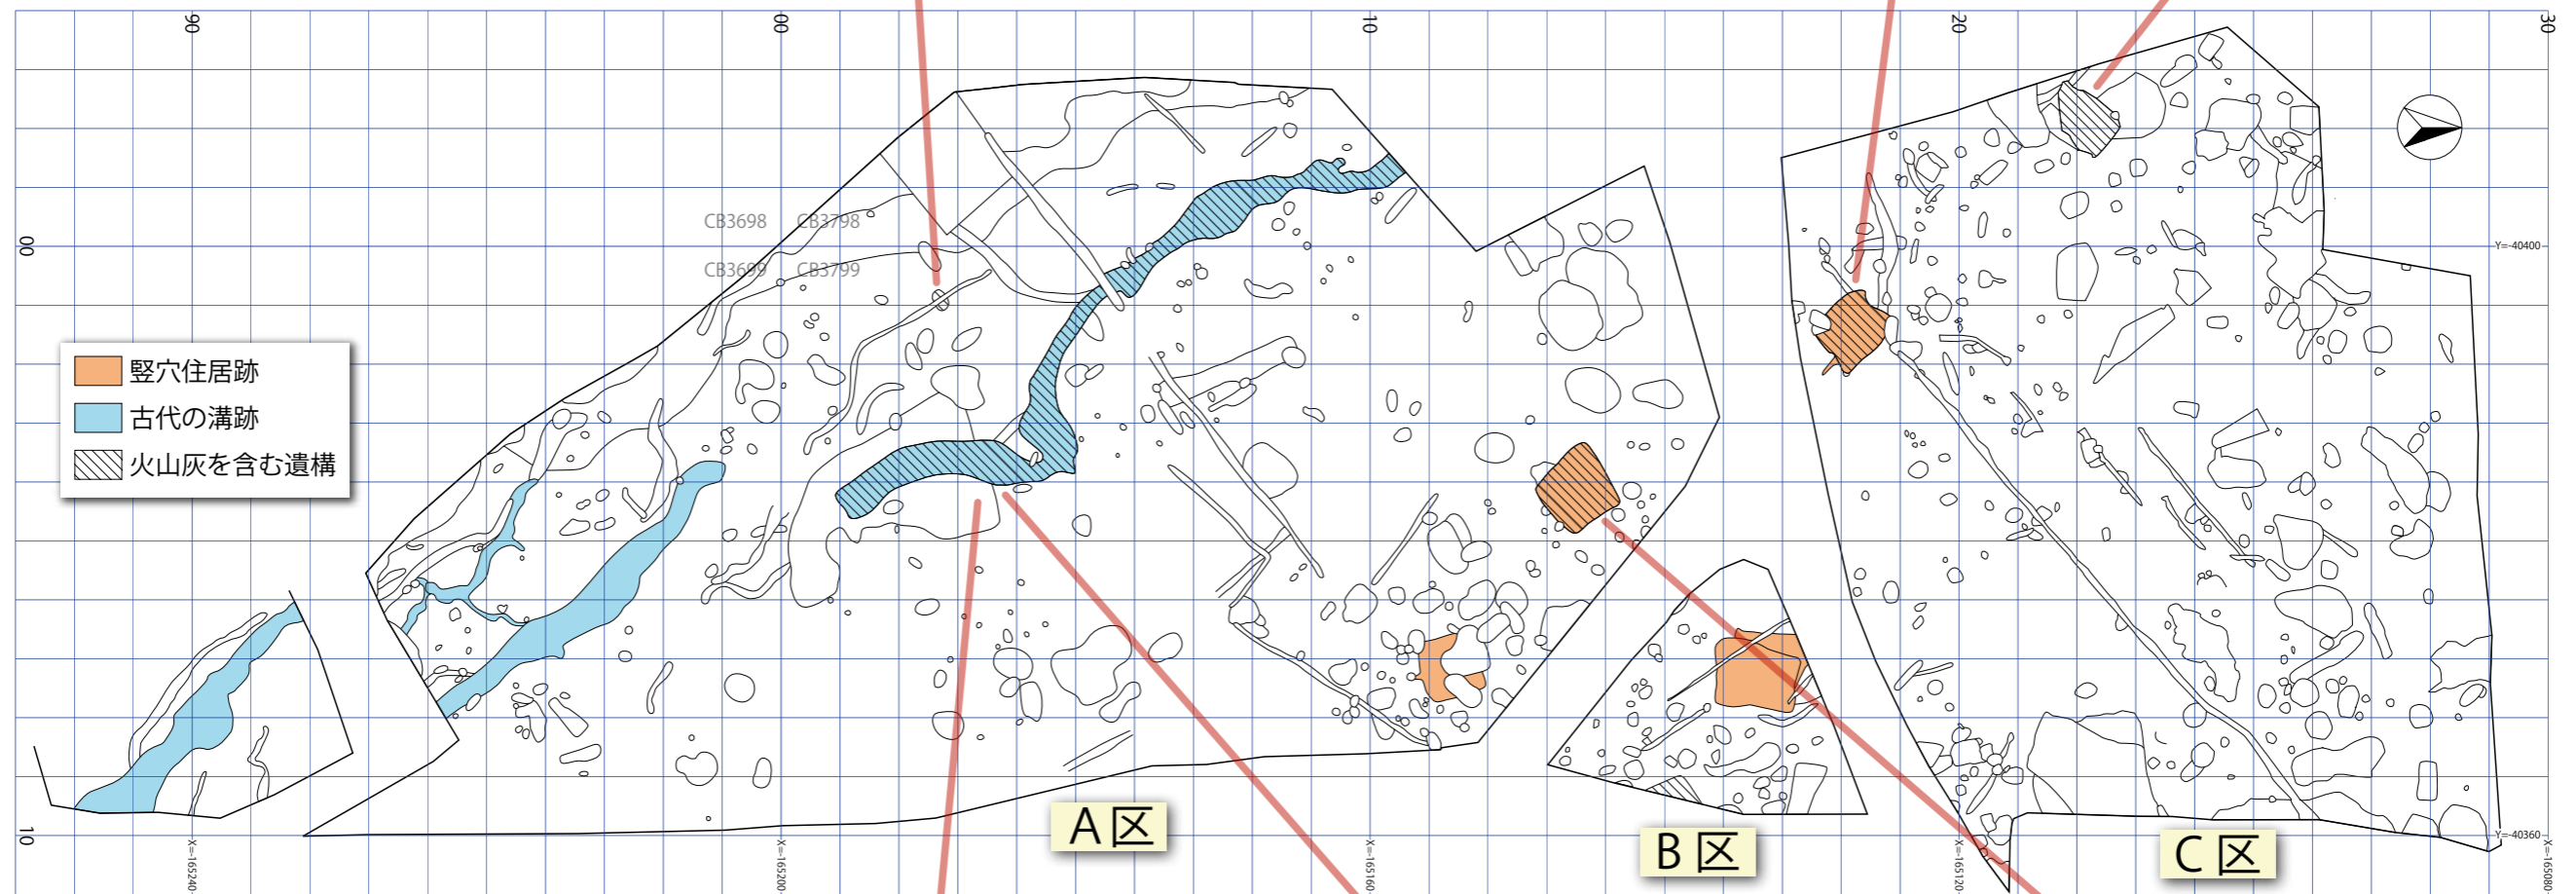 90
00
10
20
30
CB3698 CB3798
00
Y=-40400
CB3699 CB3799
竪穴住居跡
古代の溝跡
火山灰を含む遺構
10
A区
B区
C区
Y=-40360
X=-165240
X=-165200
X=-165160
X=-165120
X=-165080